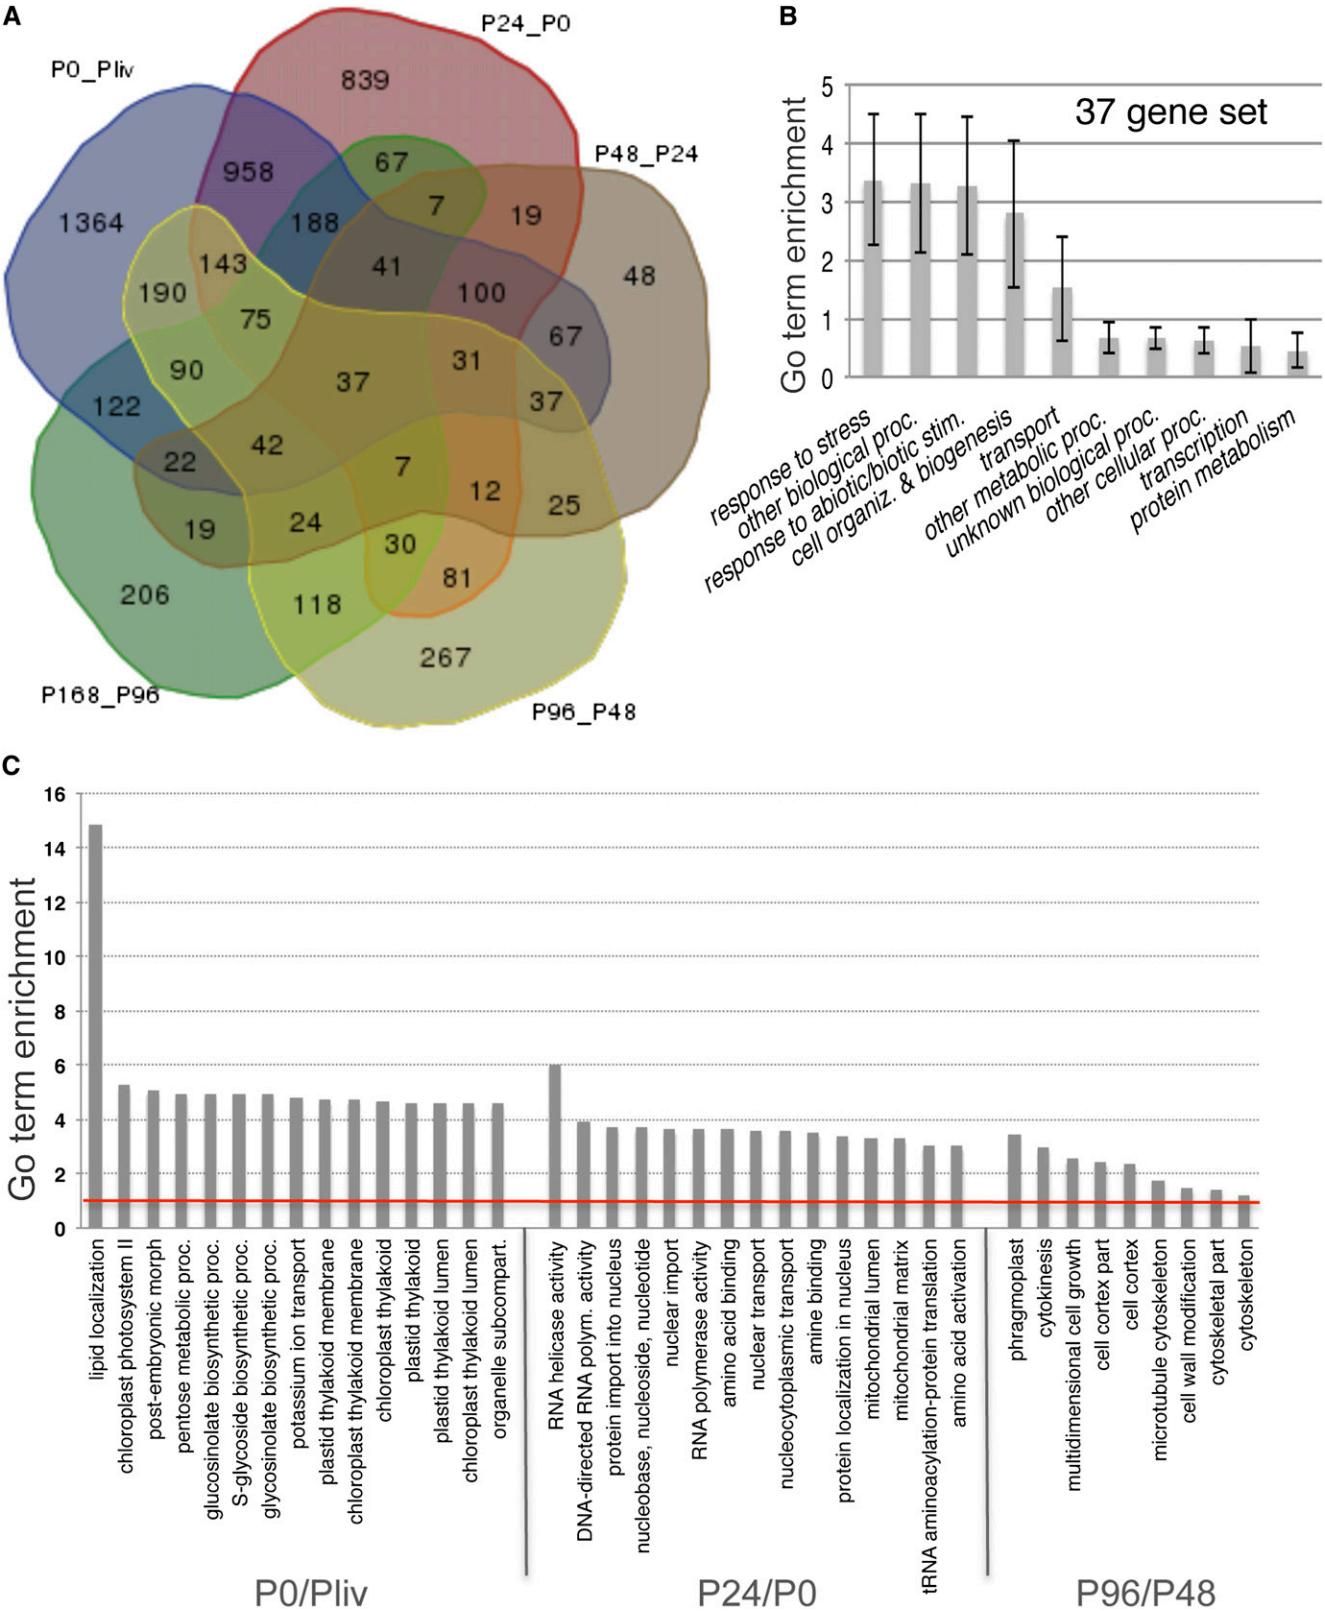 A
P24_P0
P0_Pliv
839
P48_P24
67
958
7
19
188
1364
48
41
143
100
190
75
67
31
90
37
37
122
42
22
7
12
25
24
19
30
81
206
118
267
P168_P96
P96_P48
B
37 gene set
Go term enrichment
5
4
3
2
1
0
response to stress
other biological proc.
response to abiotic/biotic stim.
cell organiz. & biogenesis
transport
other metabolic proc.
unknown biological proc.
other cellular proc.
transcription
protein metabolism
C
Go term enrichment
16
14
12
10
8
6
4
2
0
lipid localization
chloroplast photosystem II
post-embryonic morph
pentose metabolic proc.
glucosinolate biosynthetic proc.
S-glycoside biosynthetic proc.
glycosinolate biosynthetic proc.
potassium ion transport
plastid thylakoid membrane
chloroplast thylakoid membrane
chloroplast thylakoid
plastid thylakoid
plastid thylakoid lumen
chloroplast thylakoid lumen
organelle subcompart.
RNA helicase activity
DNA-directed RNA polym. activity
protein import into nucleus
nucleobase, nucleoside, nucleotide
nuclear import
RNA polymerase activity
amino acid binding
nuclear transport
nucleocytoplasmic transport
amine binding
protein localization in nucleus
mitochondrial lumen
mitochondrial matrix
tRNA aminoacylation-protein translation
amino acid activation
phragmoplast
cytokinesis
multidimensional cell growth
cell cortex part
cell cortex
microtubule cytoskeleton
cell wall modification
cytoskeletal part
cytoskeleton
P0/Pliv
P24/P0
P96/P48